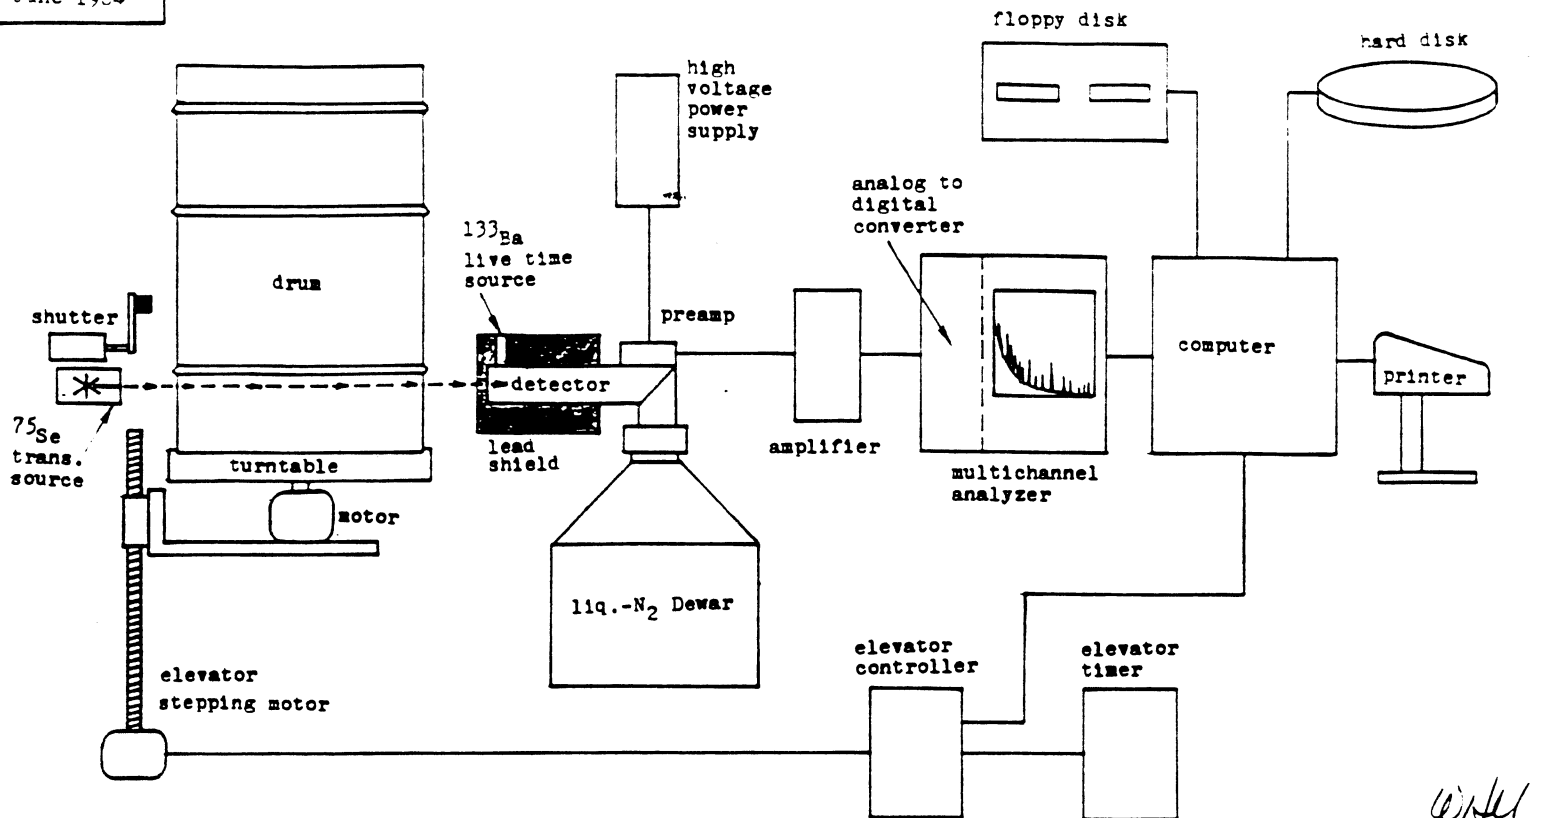 floppy disk
hard disk
high
voltage
power
supply
analog to
digital
converter
133Ba
live time
source
drum
shutter
preamp
computer
printer
detector
75Se
trans.
source
lead
shield
amplifier
multichannel
analyzer
turntable
motor
liq.-N2 Dewar
elevator
stepping motor
elevator
controller
elevator
timer